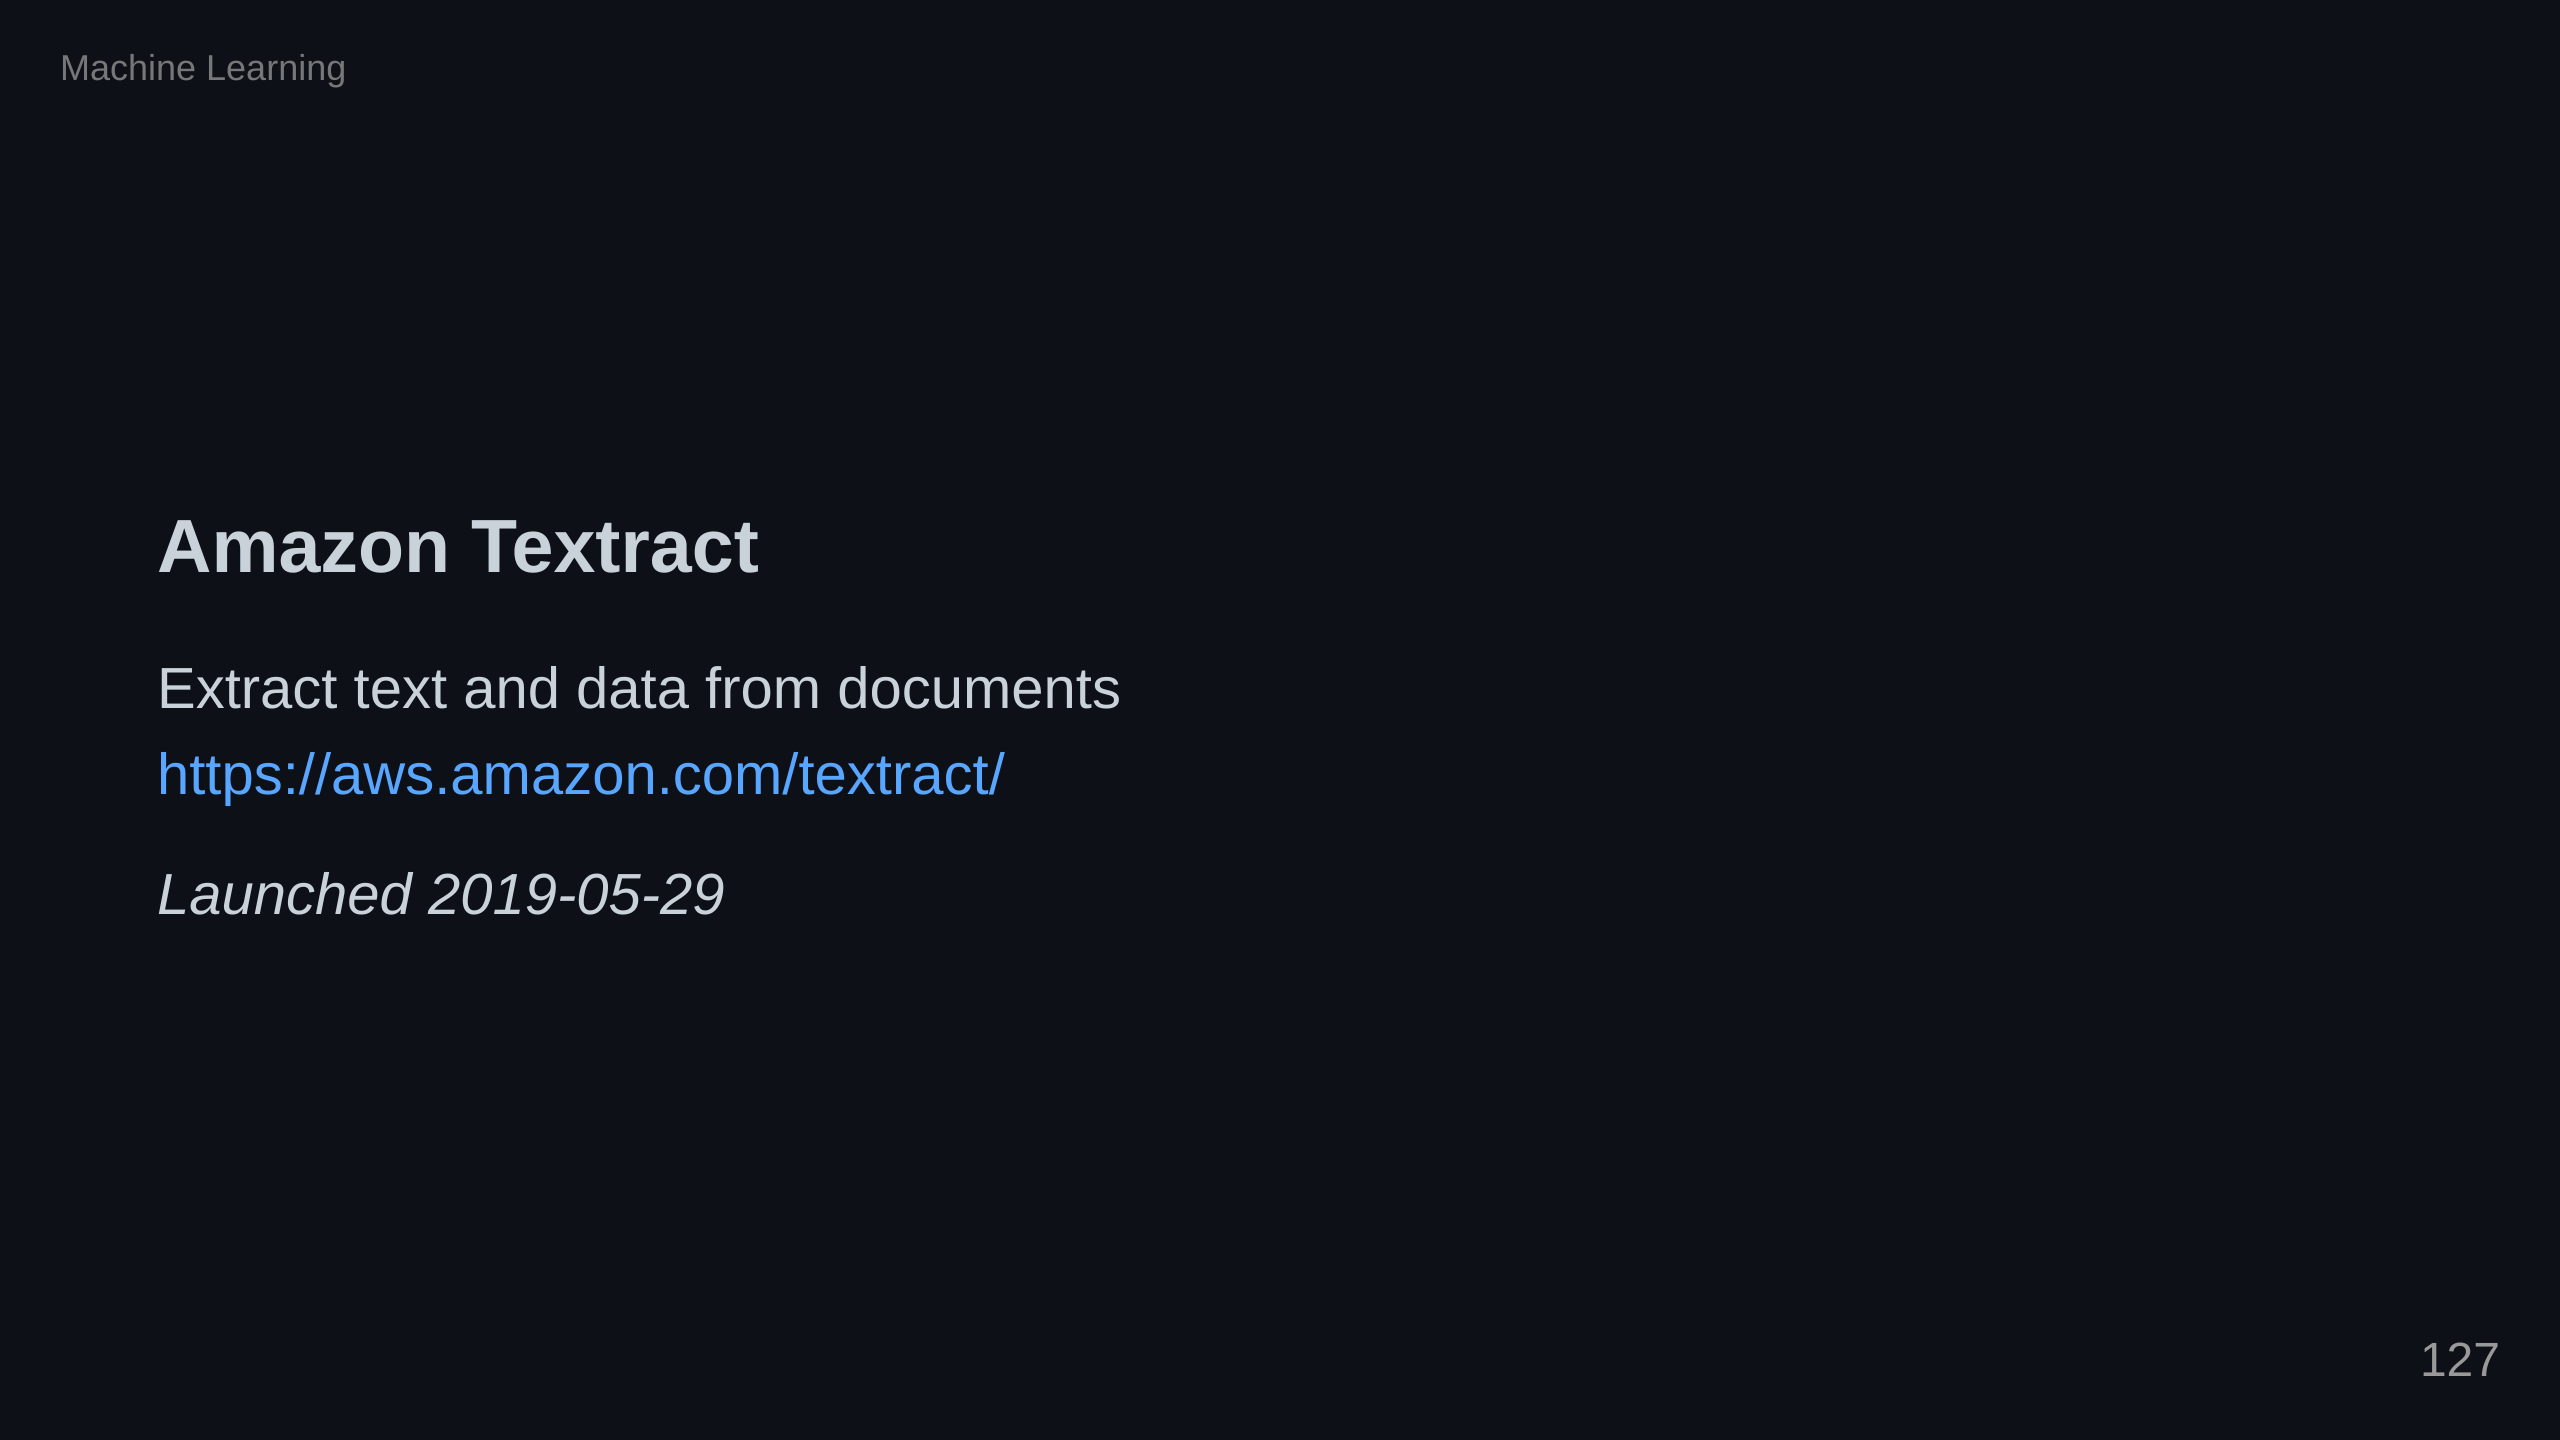 Machine Learning
Amazon Textract
Extract text and data from documents
https://aws.amazon.com/textract/
Launched 2019-05-29
127